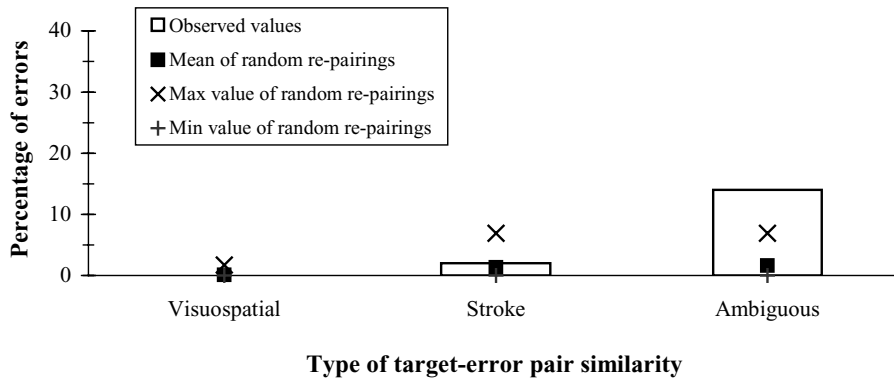 Observed values
Mean of random re-pairings
Max value of random re-pairings
Min value of random re-pairings
Percentage of errors
40
30
20
10
0
Visuospatial
Stroke
Ambiguous
Type of target-error pair similarity